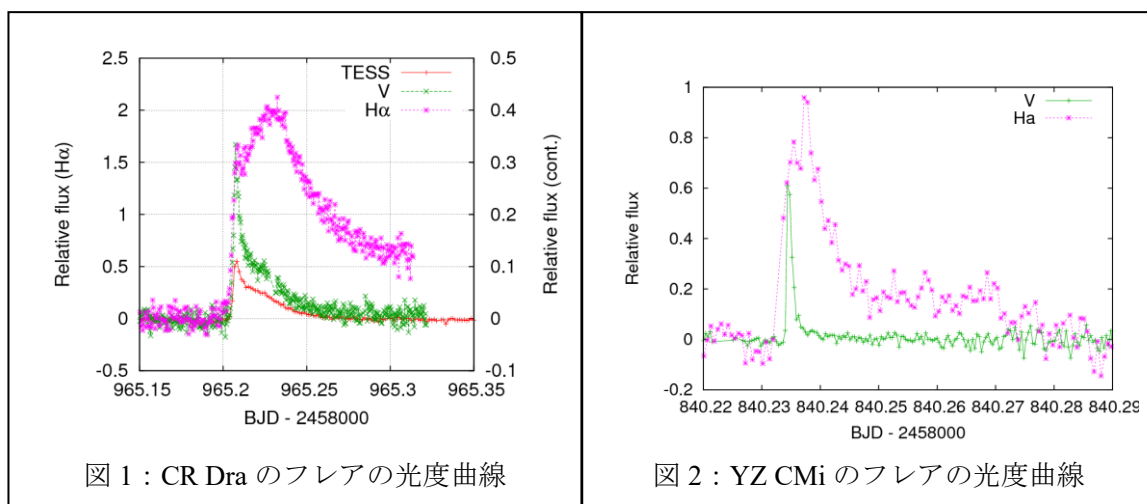 2.5
2
1.5
1
0.5
0
-0.5
0.5
0.4
0.3
0.2
0.1
0
-0.1
TESS
V
Hα
Relative flux (Hα)
Relative flux (cont.)
965.15 965.2 965.25 965.3 965.35
BJD - 2458000
図 1：CR Dra のフレアの光度曲線
1
0.8
0.6
0.4
0.2
0
-0.2
V
Ha
Relative flux
840.22 840.23 840.24 840.25 840.26 840.27 840.28 840.29
BJD - 2458000
図 2：YZ CMi のフレアの光度曲線